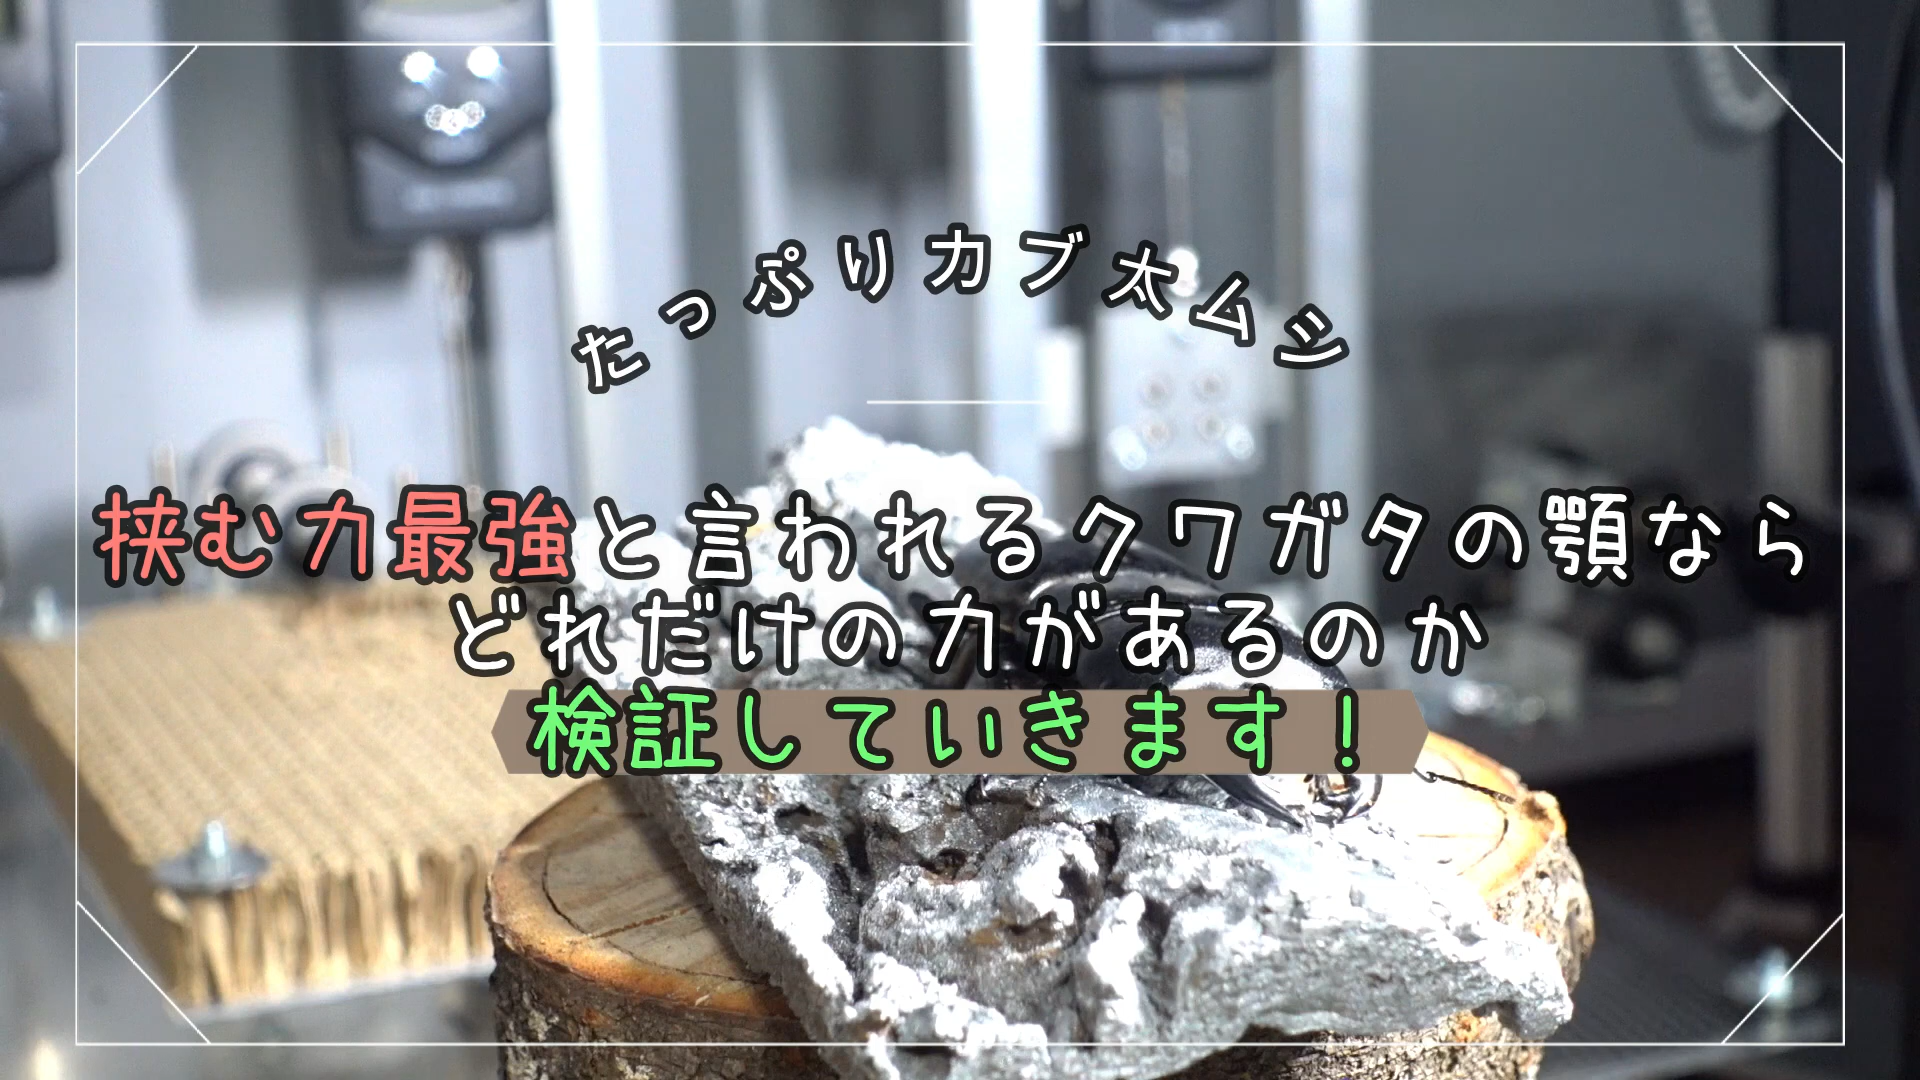 たっぷりカブ太ムシ
挟む力最強と言われるクワガタの顎なら
どれだけの力があるのか
検証していきます！